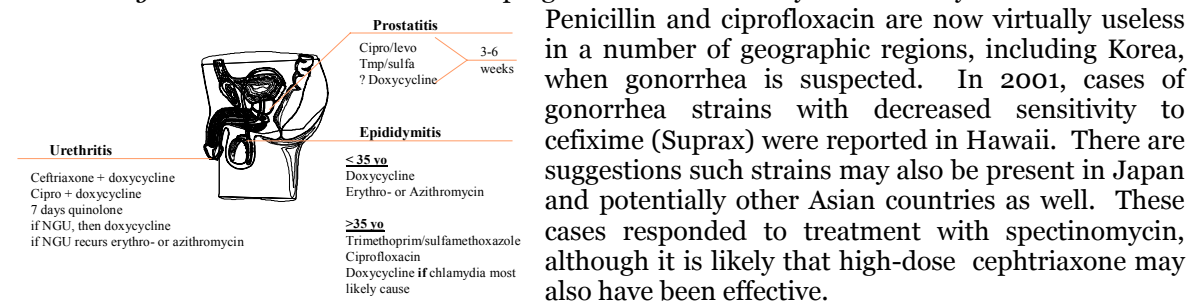 Prostatitis
Cipro/levo
Tmp/sulfa
? Doxycycline
3-6
weeks
Epididymitis
< 35 yo
Doxycycline
Erythro- or Azithromycin
>35 yo
Trimethoprim/sulfamethoxazole
Ciprofloxacin
Doxycycline if chlamydia most
likely cause
Urethritis
Ceftriaxone + doxycycline
Cipro + doxycycline
7 days quinolone
if NGU, then doxycycline
if NGU recurs erythro- or azithromycin
Penicillin and ciprofloxacin are now virtually useless
in a number of geographic regions, including Korea,
when gonorrhea is suspected. In 2001, cases of
gonorrhea strains with decreased sensitivity to
cefixime (Suprax) were reported in Hawaii. There are
suggestions such strains may also be present in Japan
and potentially other Asian countries as well. These
cases responded to treatment with spectinomycin,
although it is likely that high-dose cephtriaxone may
also have been effective.